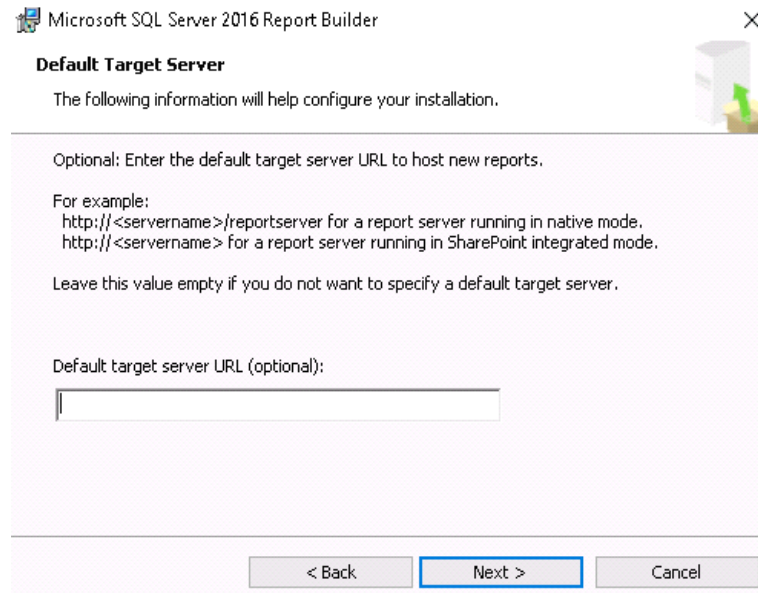 Microsoft SQL Server 2016 Report Builder
Default Target Server
The following information will help configure your installation.
Optional: Enter the default target server URL to host new reports.
For example:
http://<servername>/reportserver for a report server running in native mode.
http://<servername> for a report server running in SharePoint integrated mode.
Leave this value empty if you do not want to specify a default target server.
Default target server URL (optional):
< Back Next > Cancel